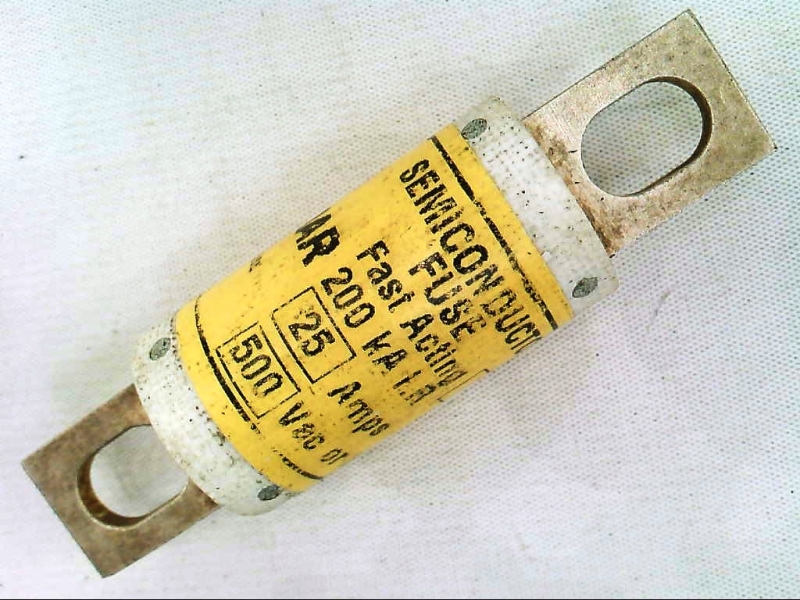 SEMICONDUCT
FUSE
Fast Acting
AR 200 kA I.R
25 Amps
500 Vac or